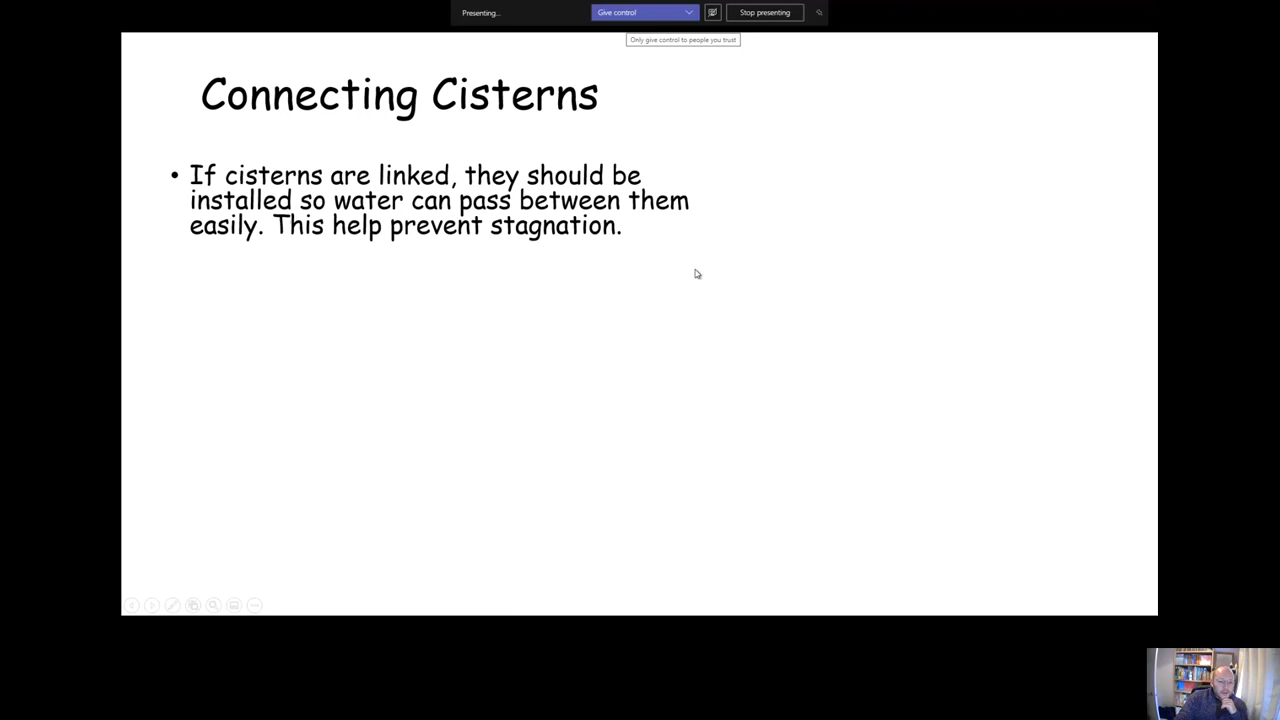 Presenting...
Give control
Stop presenting
Only give control to people you trust
Connecting Cisterns
• If cisterns are linked, they should be
installed so water can pass between them
easily. This help prevent stagnation.